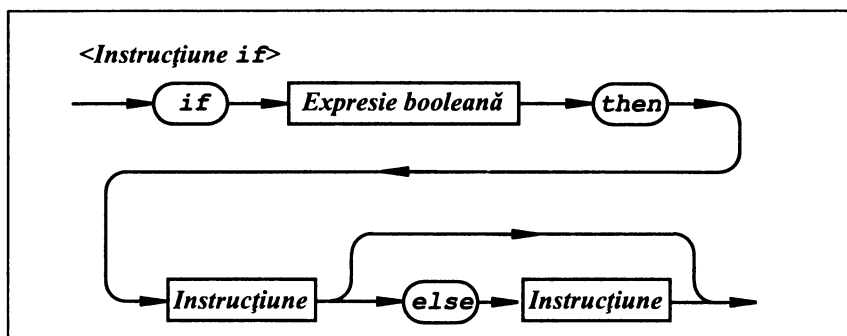 <Instrucţiune if>
if Expresie booleană then
Instrucţiune else Instrucţiune